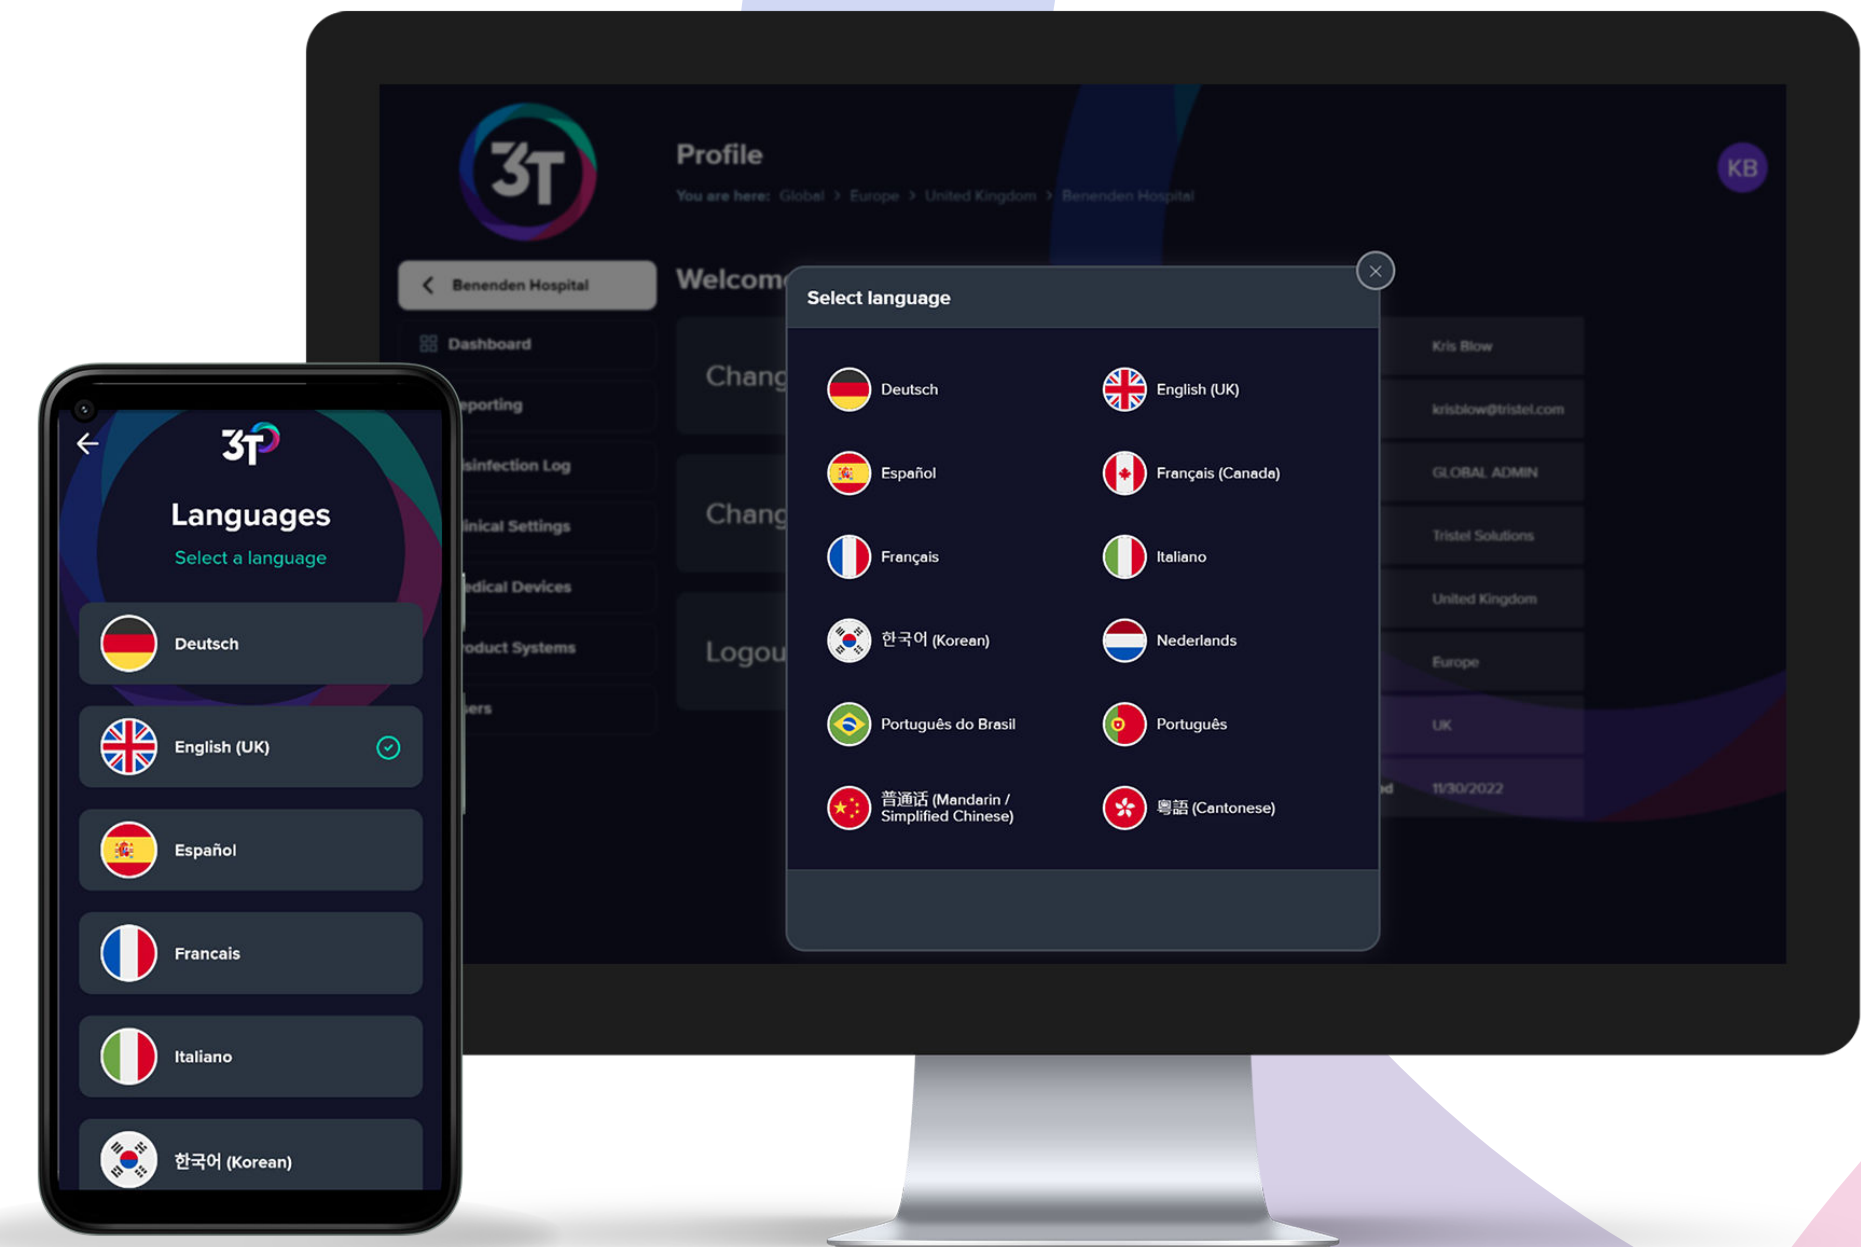 3T
Profile
KB
You are here: Global > Europe > United Kingdom > Benenden Hospital
Benenden Hospital
Welcom
Dashboard
eporting
isinfection Log
inical Settings
edical Devices
oduct Systems
sers
Chang
Chang
Logou
Select language
Deutsch
English (UK)
Español
Français (Canada)
Français
Italiano
한국어 (Korean)
Nederlands
Português do Brasil
Português
普通话 (Mandarin /
Simplified Chinese)
粵語 (Cantonese)
Kris Blow
krisblow@tristel.com
GLOBAL ADMIN
Tristel Solutions
United Kingdom
Europe
UK
ed 11/30/2022
3T
Languages
Select a language
Deutsch
English (UK)
Español
Francais
Italiano
한국어 (Korean)